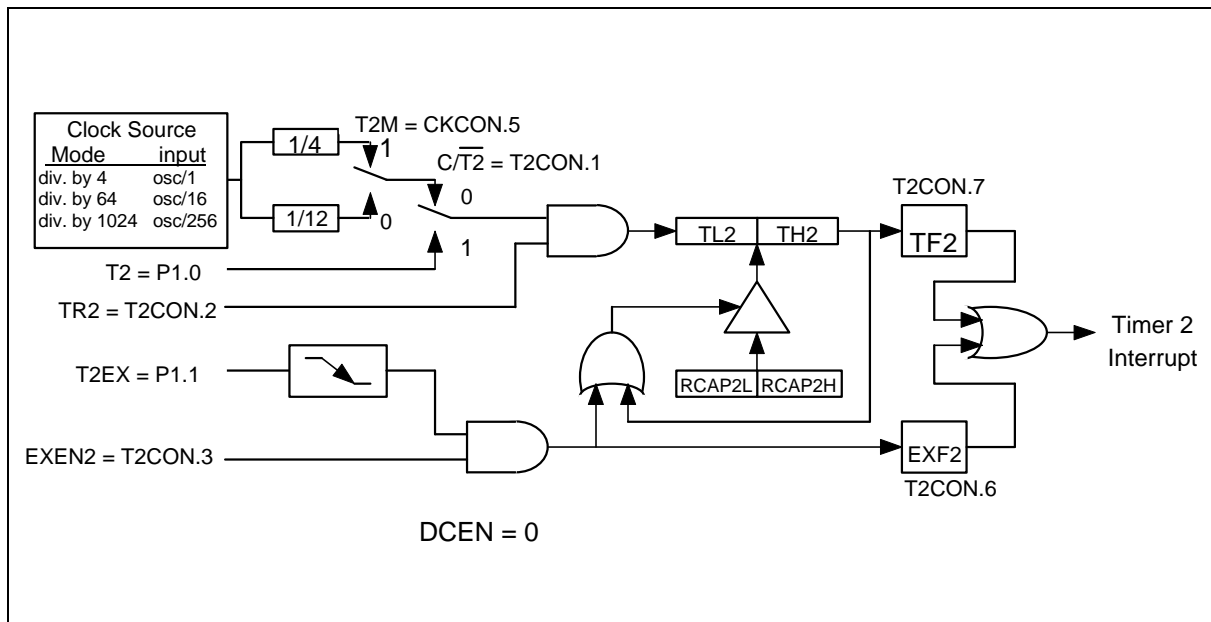 Clock Source
Mode input
div. by 4 osc/1
div. by 64 osc/16
div. by 1024 osc/256
1/4
1/12
T2M = CKCON.5
1
0
C/T2 = T2CON.1
0
1
T2 = P1.0
TR2 = T2CON.2
T2EX = P1.1
EXEN2 = T2CON.3
TL2 TH2
RCAP2L RCAP2H
T2CON.7
TF2
EXF2
T2CON.6
Timer 2
Interrupt
DCEN = 0